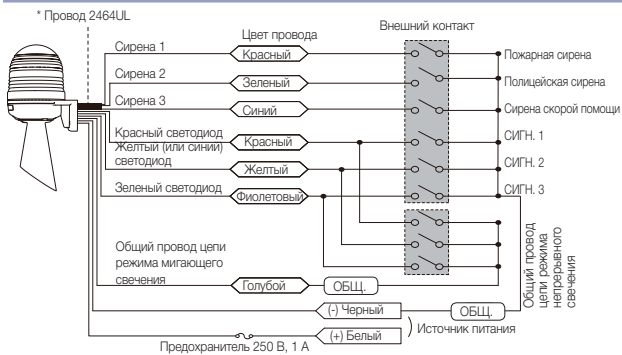 * Провод 2464UL
Цвет провода
Внешний контакт
Сирена 1
Красный
Пожарная сирена
Сирена 2
Зеленый
Полицейская сирена
Сирена 3
Синий
Сирена скорой помощи
Красный светодиод
Красный
СИГН. 1
Желтый (или синий)
светодиод
Желтый
СИГН. 2
Зеленый светодиод
Фиолетовый
СИГН. 3
Общий провод цепи
режима мигающего
свечения
Голубой
ОБЩ.
Общий провод
цепи режима
непрерывного
свечения
(-) Черный
ОБЩ.
(+) Белый
Источник питания
Предохранитель 250 В, 1 А